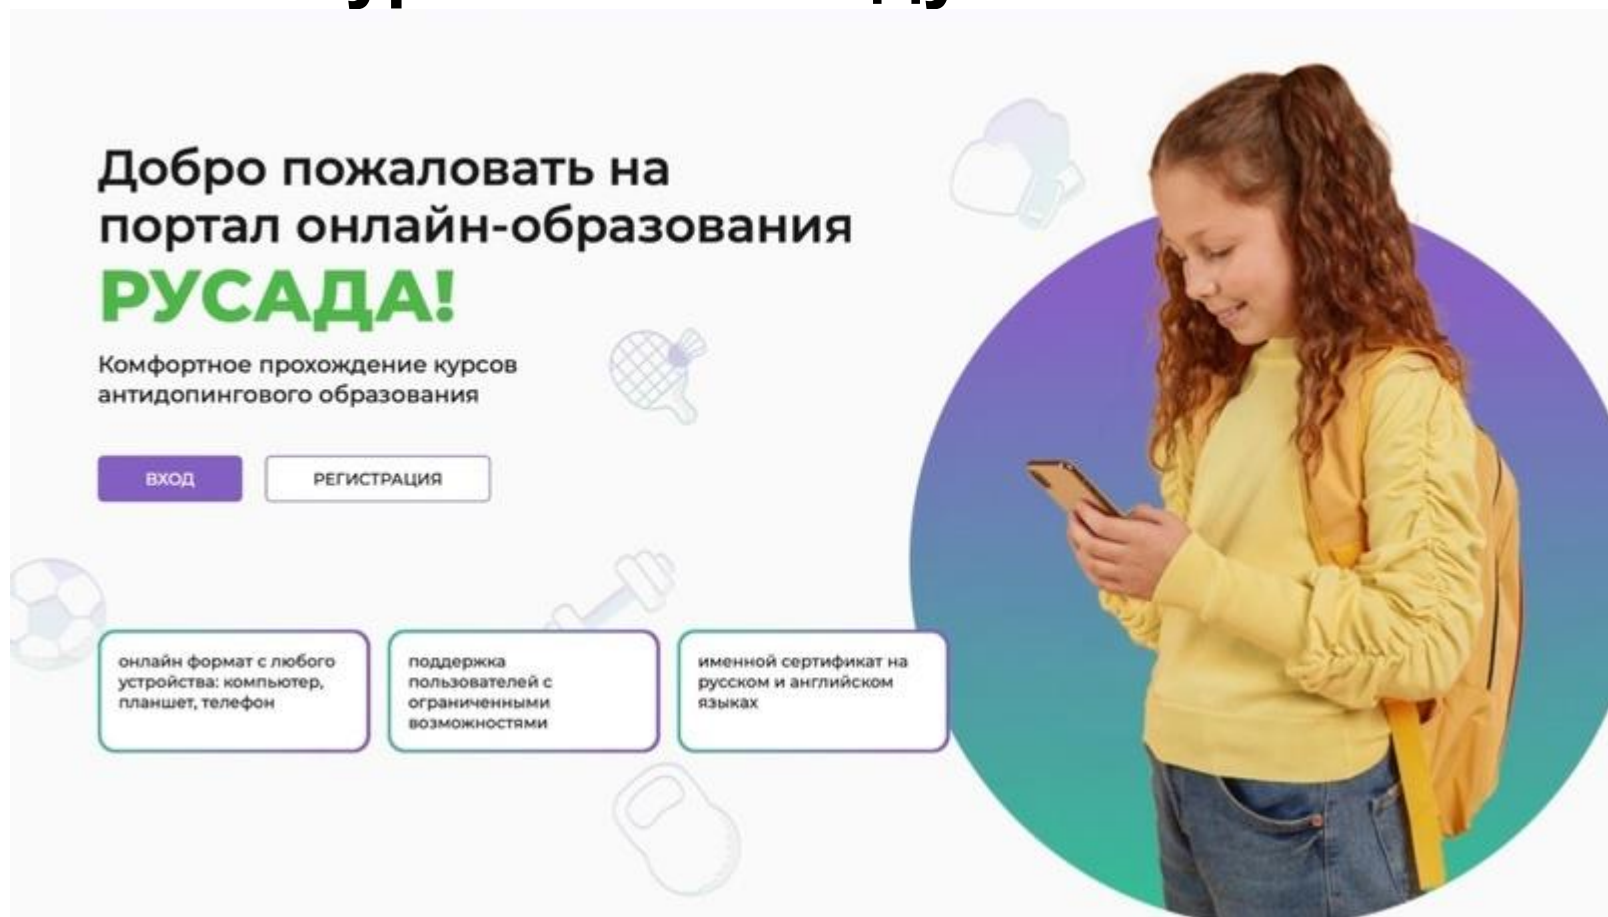 Добро пожаловать на
портал онлайн-образования
РУСАДА!
Комфортное прохождение курсов
антидопингового образования
ВХОД
РЕГИСТРАЦИЯ
онлайн формат с любого
устройства: компьютер,
планшет, телефон
поддержка
пользователей с
ограниченными
возможностями
именной сертификат на
русском и английском
языках